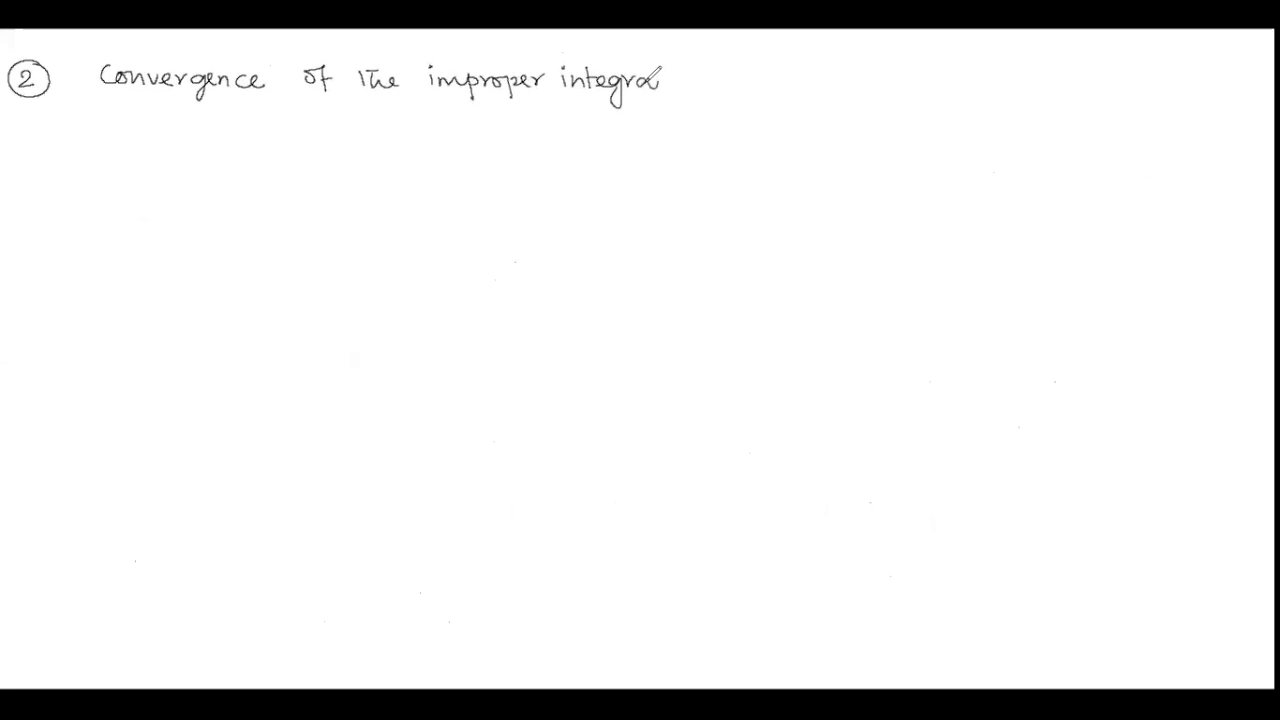 ② Convergence of the improper integral